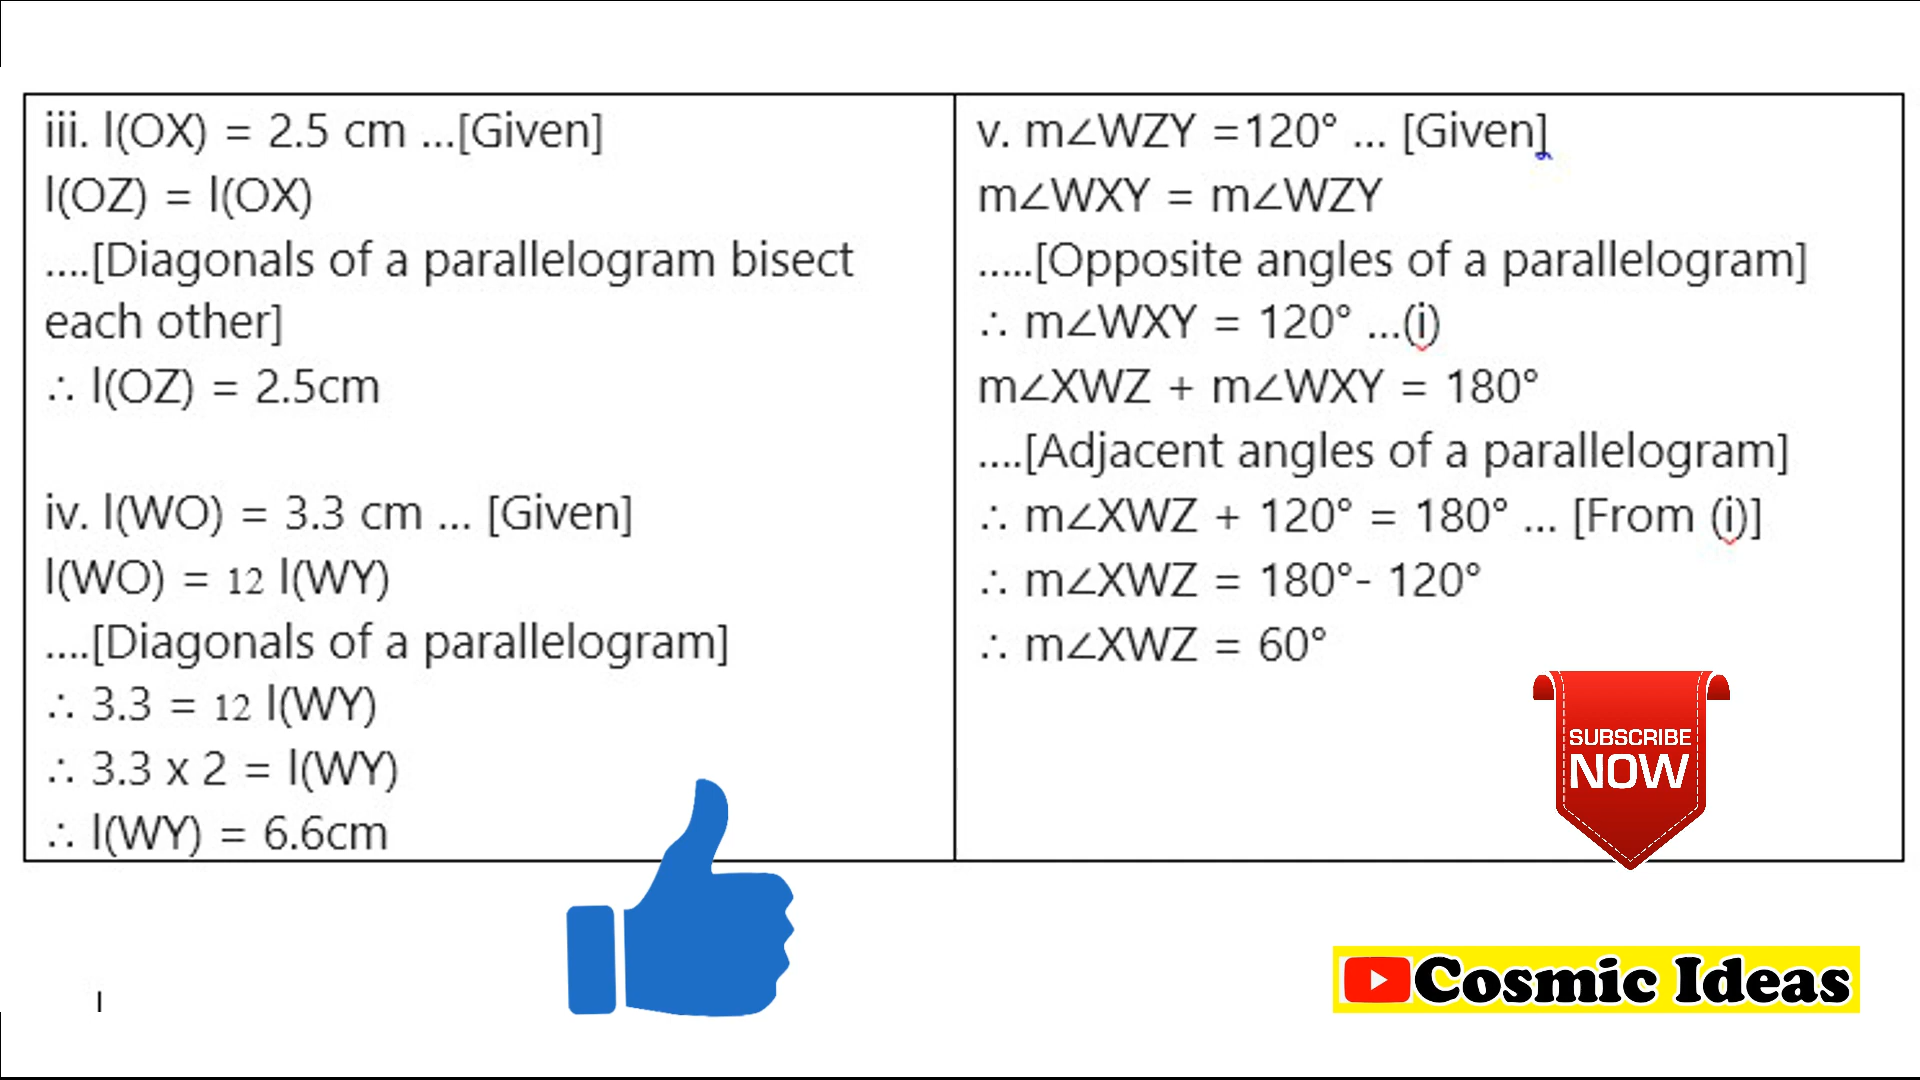 iii. l(OX) = 2.5 cm ...[Given]
l(OZ) = l(OX)
....[Diagonals of a parallelogram bisect
each other]
∴ l(OZ) = 2.5cm
iv. l(WO) = 3.3 cm ... [Given]
l(WO) = 12 l(WY)
....[Diagonals of a parallelogram]
∴ 3.3 = 12 l(WY)
∴ 3.3 x 2 = l(WY)
∴ l(WY) = 6.6cm
v. m∠WZY =120° ... [Given]
m∠WXY = m∠WZY
.....[Opposite angles of a parallelogram]
∴ m∠WXY = 120° ...(i)
m∠XWZ + m∠WXY = 180°
....[Adjacent angles of a parallelogram]
∴ m∠XWZ + 120° = 180° ... [From (i)]
∴ m∠XWZ = 180°- 120°
∴ m∠XWZ = 60°
SUBSCRIBE
NOW
Cosmic Ideas